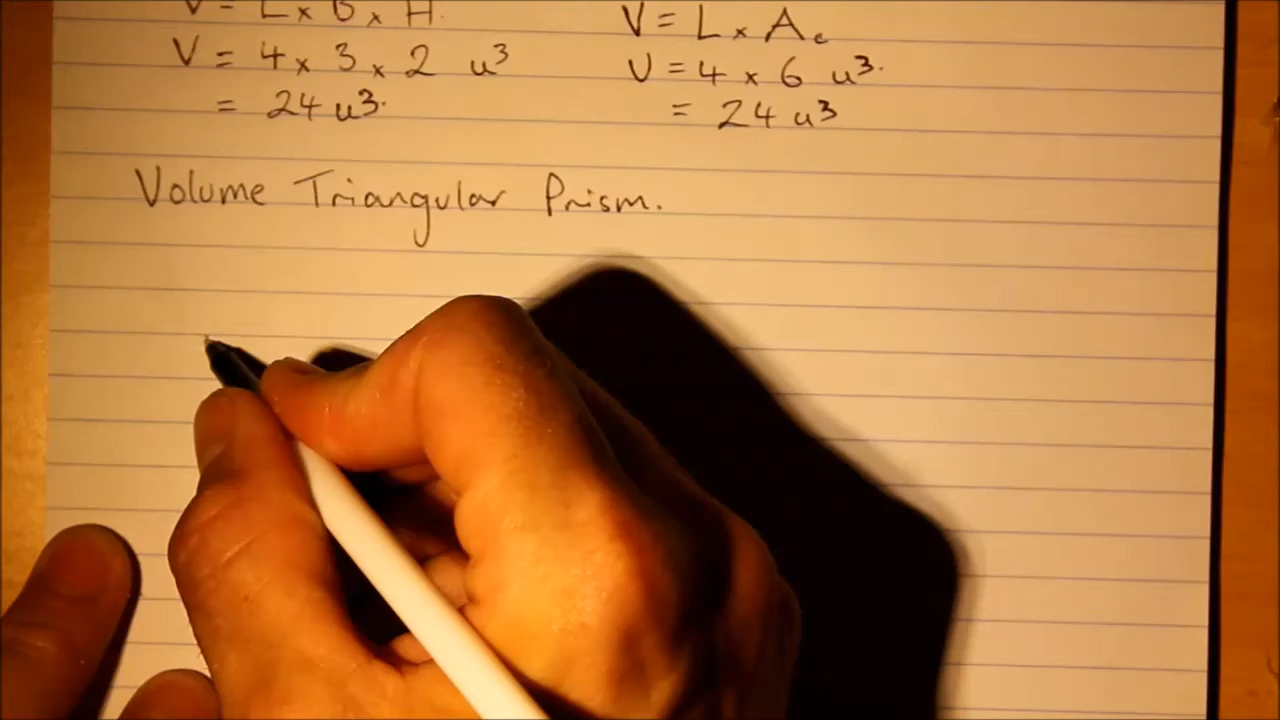 V = L x B x H.
V = 4 x 3 x 2 u³
= 24 u³.
V = L x Ac
V = 4 x 6 u³.
= 24 u³
Volume Triangular Prism.